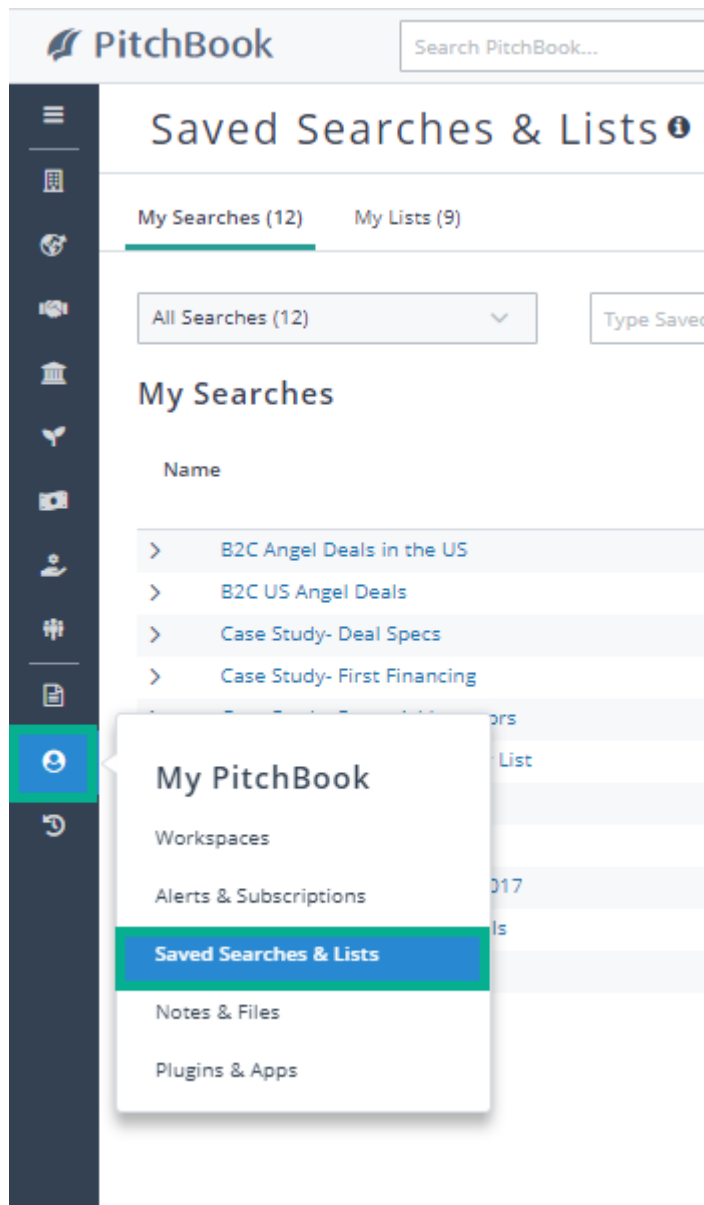 PitchBook
Search PitchBook...
Saved Searches & Lists
My Searches (12) My Lists (9)
All Searches (12)
Type Saved
My Searches
Name
B2C Angel Deals in the US
B2C US Angel Deals
Case Study- Deal Specs
Case Study- First Financing
List
My PitchBook
Workspaces
Alerts & Subscriptions
017
Saved Searches & Lists
ls
Notes & Files
Plugins & Apps